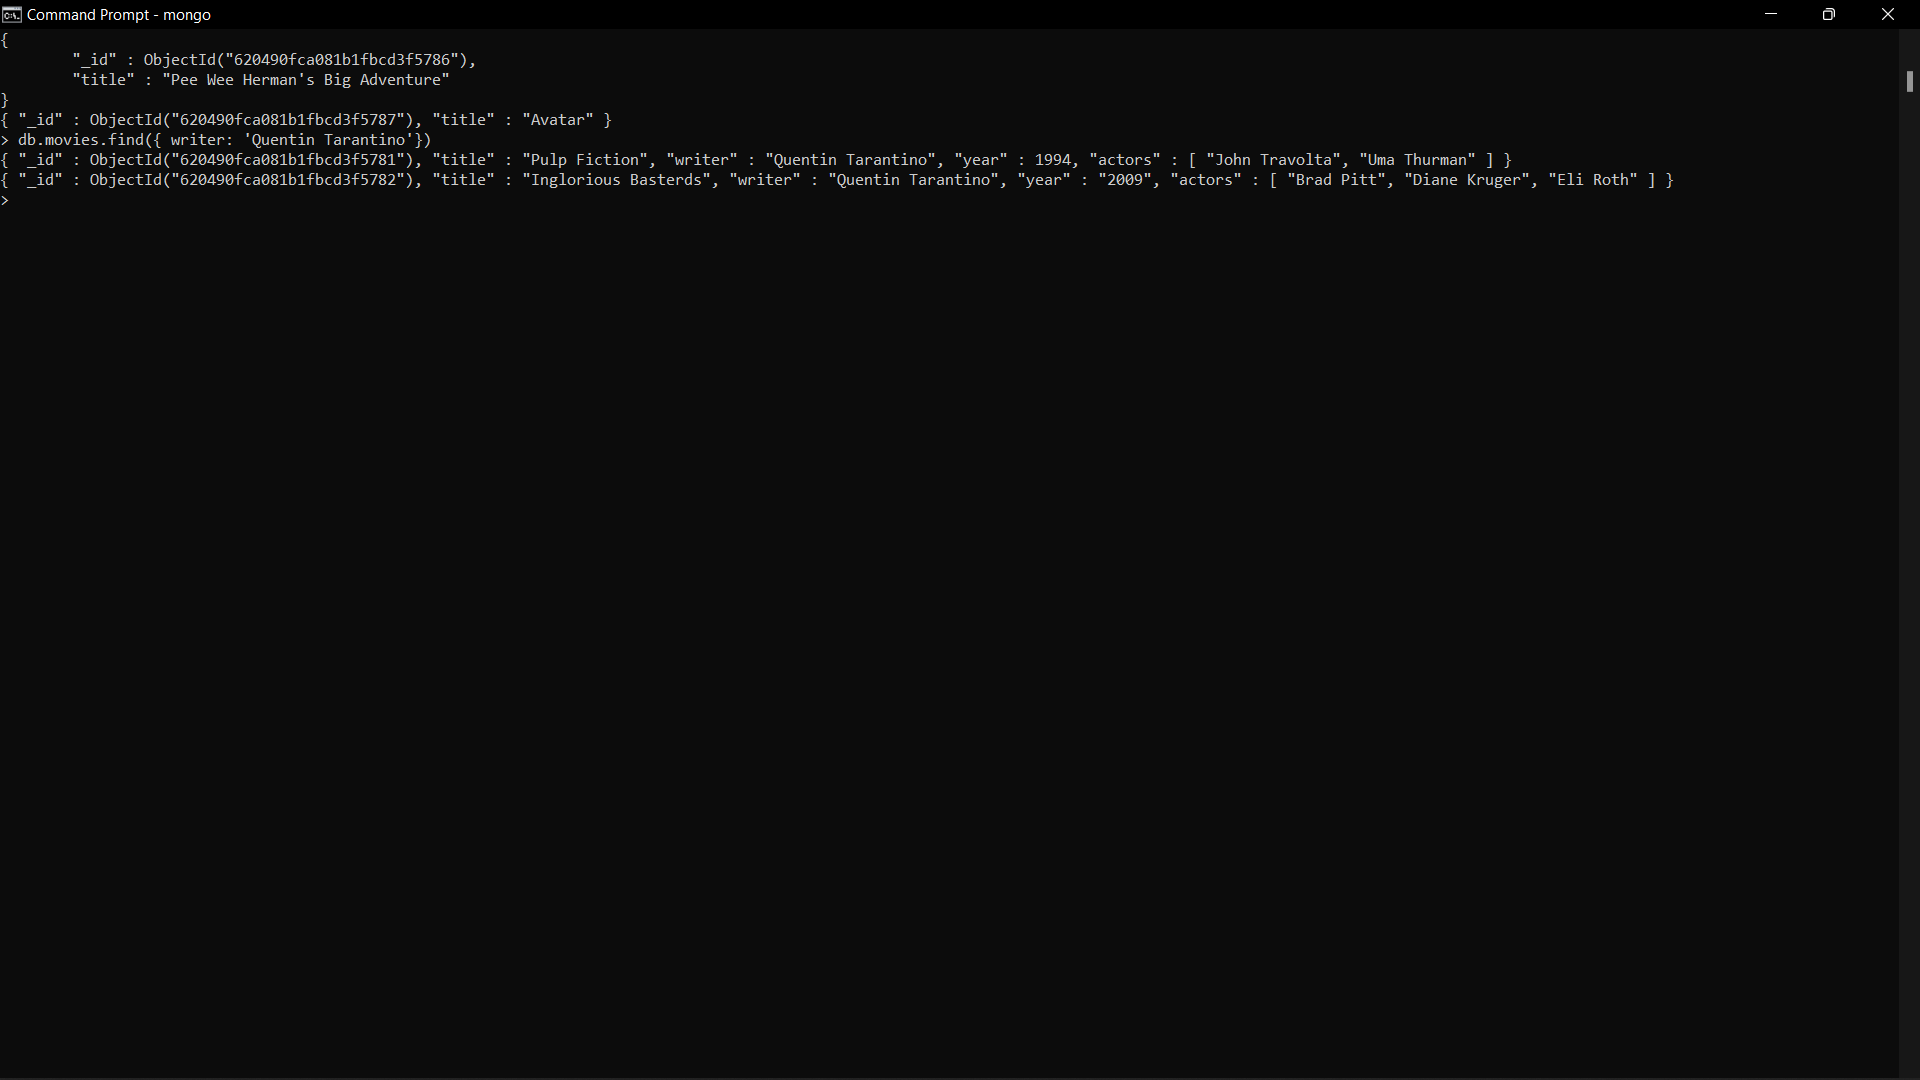 Command Prompt - mongo
{
        "_id" : ObjectId("620490fca081b1fbcd3f5786"),
        "title" : "Pee Wee Herman's Big Adventure"
}
{ "_id" : ObjectId("620490fca081b1fbcd3f5787"), "title" : "Avatar" }
> db.movies.find({ writer: 'Quentin Tarantino'})
{ "_id" : ObjectId("620490fca081b1fbcd3f5781"), "title" : "Pulp Fiction", "writer" : "Quentin Tarantino", "year" : 1994, "actors" : [ "John Travolta", "Uma Thurman" ] }
{ "_id" : ObjectId("620490fca081b1fbcd3f5782"), "title" : "Inglorious Basterds", "writer" : "Quentin Tarantino", "year" : "2009", "actors" : [ "Brad Pitt", "Diane Kruger", "Eli Roth" ] }
>